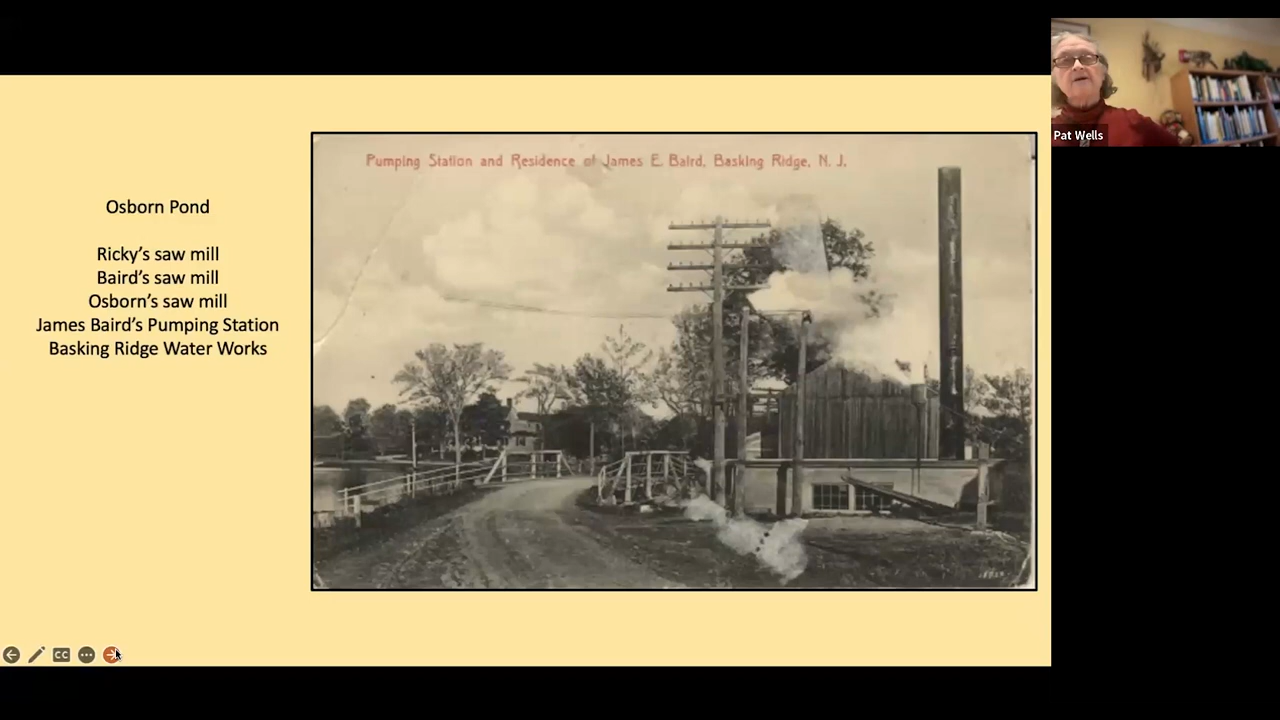 Pat Wells
Pumping Station and Residence of James E. Baird, Basking Ridge, N. J.
Osborn Pond
Ricky's saw mill
Baird's saw mill
Osborn's saw mill
James Baird's Pumping Station
Basking Ridge Water Works
CC